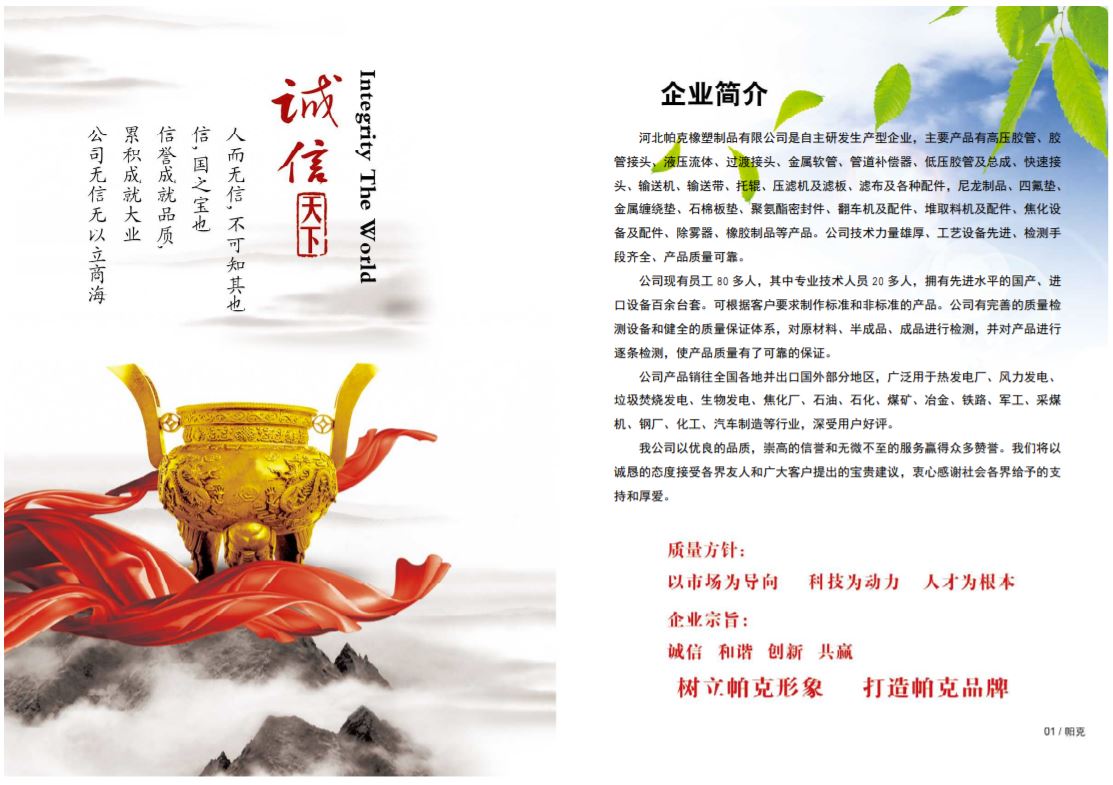 诚信
天下
Integrity The World
人而无信，不可知其也
信，国之宝也
信誉成就品质，
累积成就大业
公司无信无以立商海
企业简介
河北帕克橡塑制品有限公司是自主研发生产型企业，主要产品有高压胶管、胶
管接头、液压流体、过渡接头、金属软管、管道补偿器、低压胶管及总成、快速接
头、输送机、输送带、托辊、压滤机及滤板、滤布及各种配件，尼龙制品、四氟垫、
金属缠绕垫、石棉板垫、聚氨酯密封件、翻车机及配件、堆取料机及配件、焦化设
备及配件、除雾器、橡胶制品等产品。公司技术力量雄厚、工艺设备先进、检测手
段齐全、产品质量可靠。
公司现有员工 80 多人，其中专业技术人员 20 多人，拥有先进水平的国产、进
口设备百余台套。可根据客户要求制作标准和非标准的产品。公司有完善的质量检
测设备和健全的质量保证体系，对原材料、半成品、成品进行检测，并对产品进行
逐条检测，使产品质量有了可靠的保证。
公司产品销往全国各地并出口国外部分地区，广泛用于热发电厂、风力发电、
垃圾焚烧发电、生物发电、焦化厂、石油、石化、煤矿、冶金、铁路、军工、采煤
机、钢厂、化工、汽车制造等行业，深受用户好评。
我公司以优良的品质，崇高的信誉和无微不至的服务赢得众多赞誉。我们将以
诚恳的态度接受各界友人和广大客户提出的宝贵建议，衷心感谢社会各界给予的支
持和厚爱。
质量方针：
以市场为导向 科技为动力 人才为根本
企业宗旨：
诚信 和谐 创新 共赢
树立帕克形象 打造帕克品牌
01 / 帕克